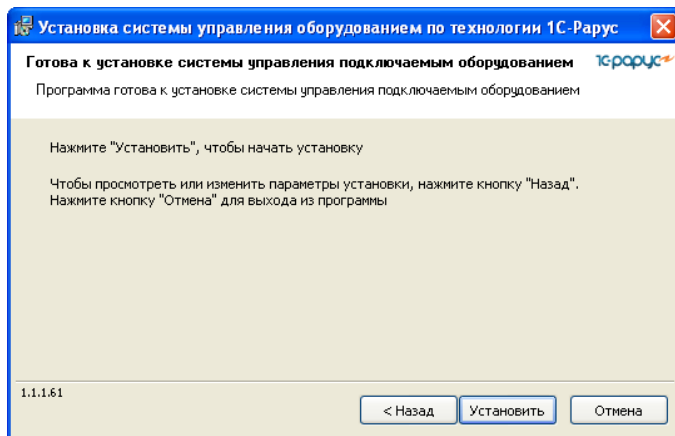 Установка системы управления оборудованием по технологии 1С-Рарус
Готова к установке системы управления подключаемым оборудованием
1С·рарус
Программа готова к установке системы управления подключаемым оборудованием
Нажмите "Установить", чтобы начать установку
Чтобы просмотреть или изменить параметры установки, нажмите кнопку "Назад".
Нажмите кнопку "Отмена" для выхода из программы
1.1.1.61
< Назад
Установить
Отмена